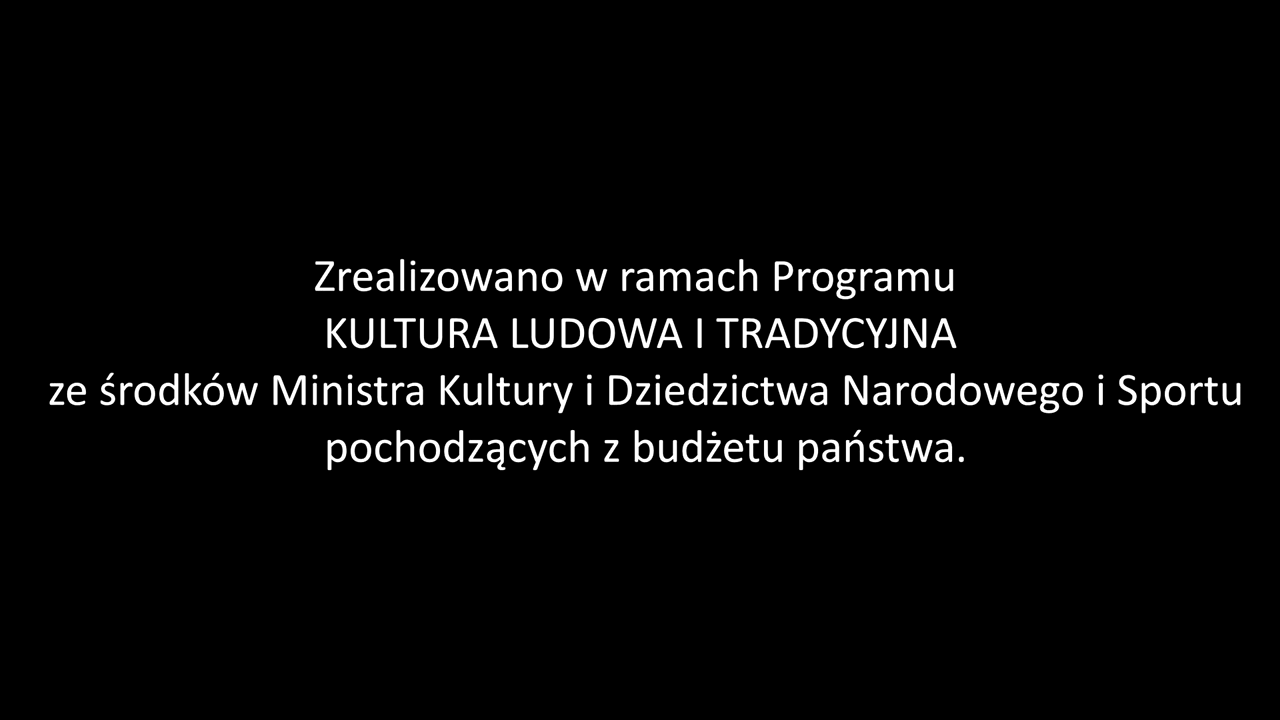 Zrealizowano w ramach Programu
KULTURA LUDOWA I TRADYCYJNA
ze środków Ministra Kultury i Dziedzictwa Narodowego i Sportu
pochodzących z budżetu państwa.